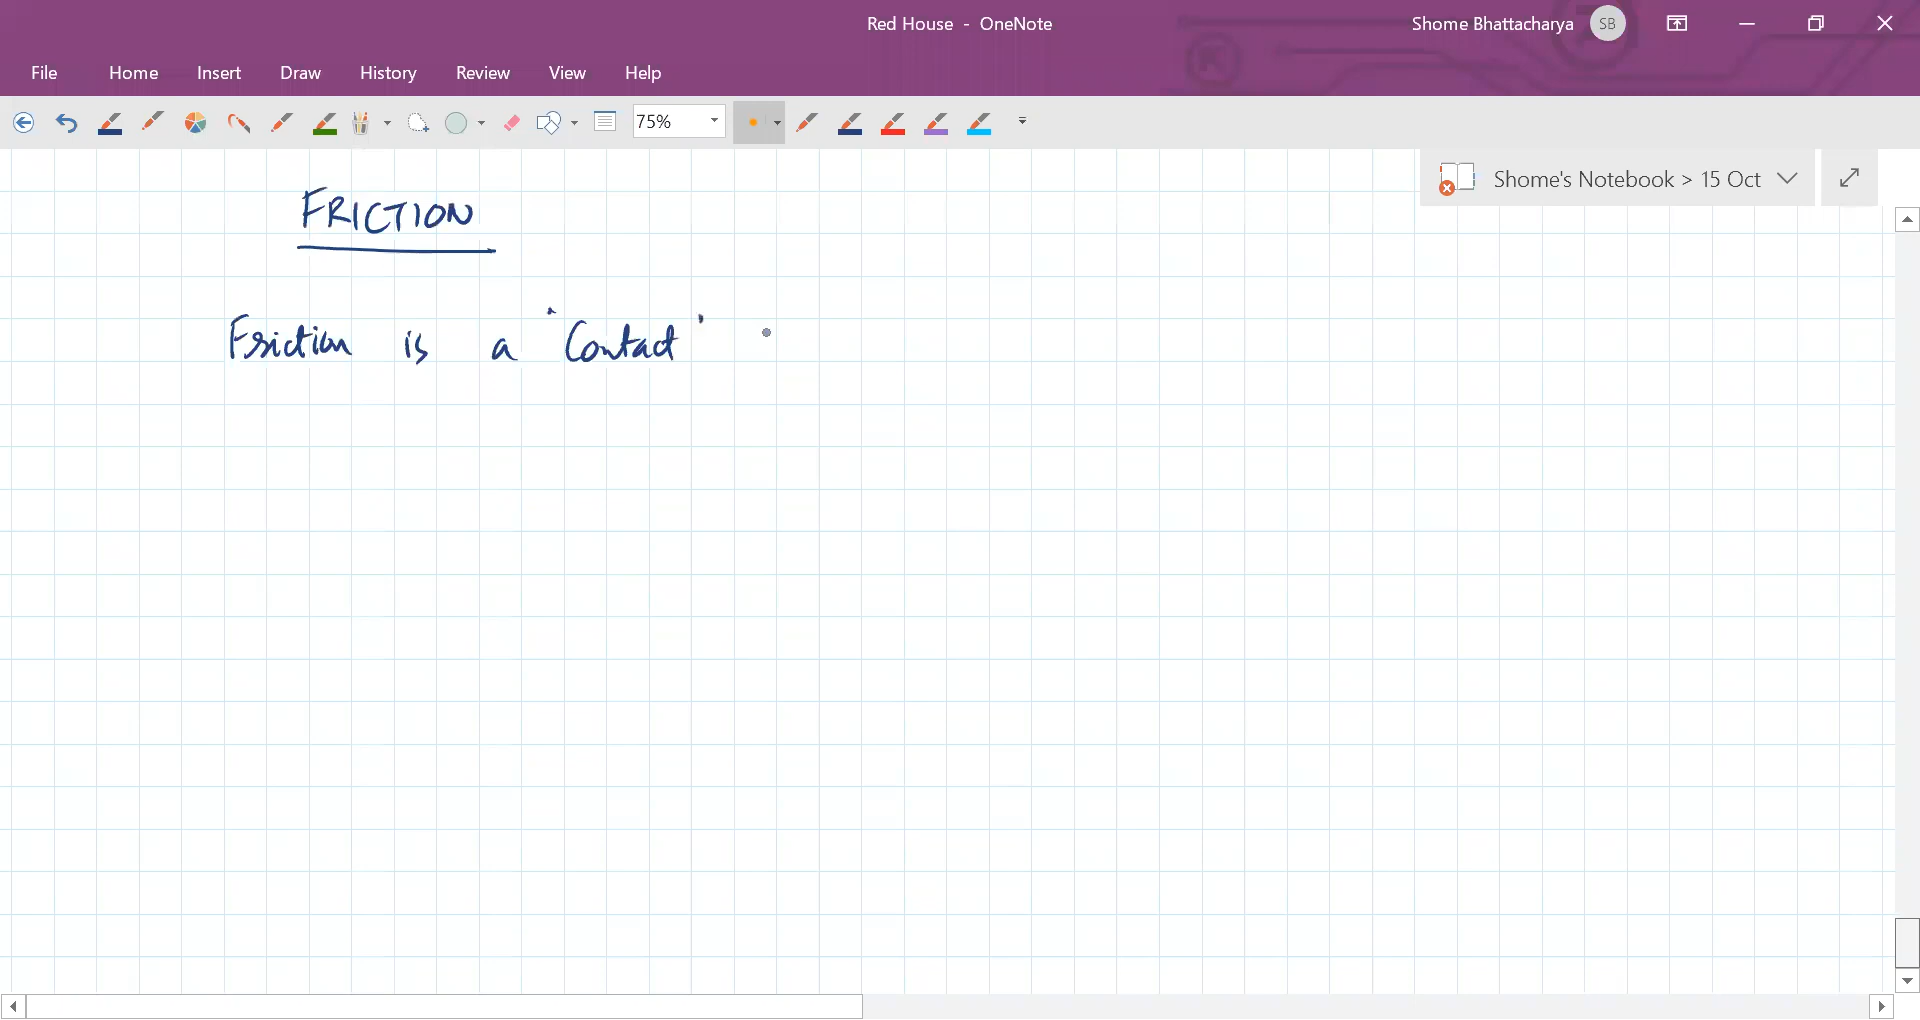 Red House - OneNote
Shome Bhattacharya SB
File Home Insert Draw History Review View Help
75%
Shome's Notebook > 15 Oct
FRICTION
Friction is a "Contact"